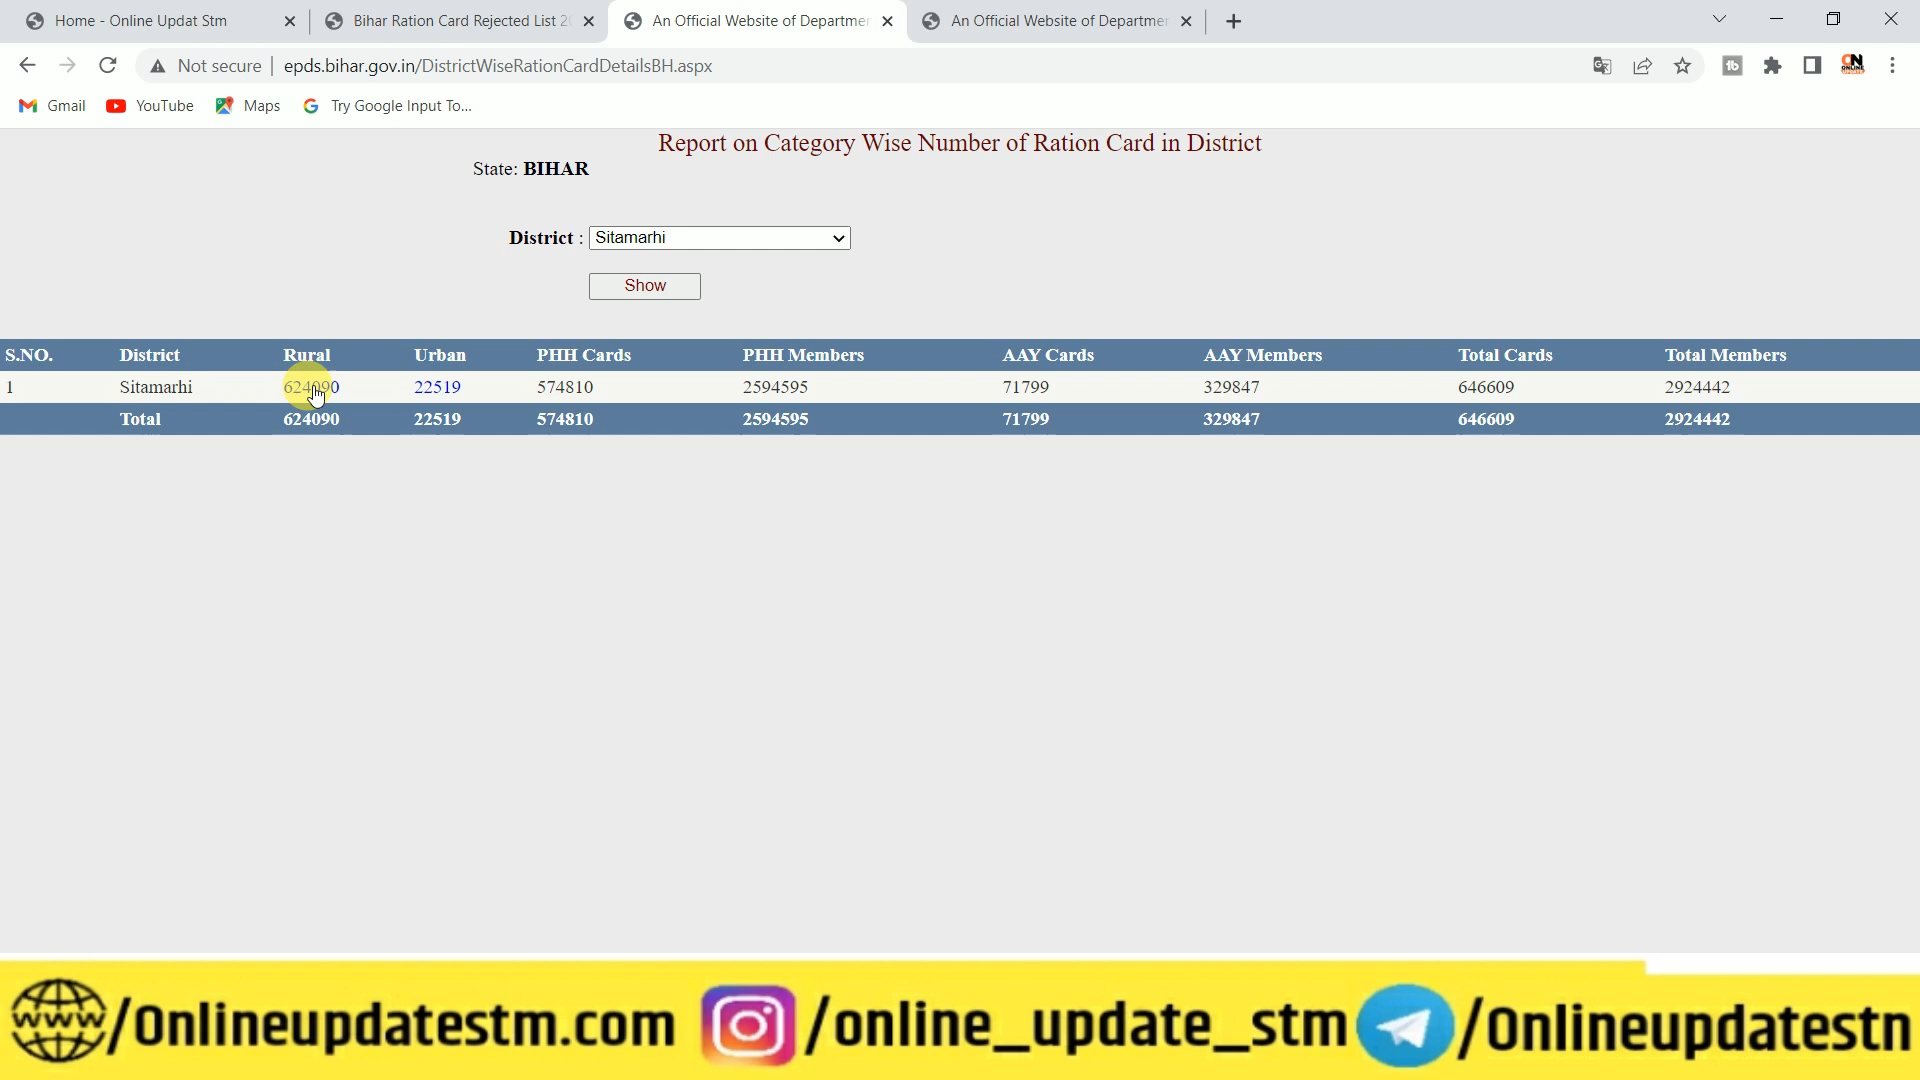 Home - Online Updat Stm
Bihar Ration Card Rejected List 2
An Official Website of Departmen
An Official Website of Departmen
Not secure epds.bihar.gov.in/DistrictWiseRationCardDetailsBH.aspx
Gmail YouTube Maps Try Google Input To...
Report on Category Wise Number of Ration Card in District
State: BIHAR
District : Sitamarhi
Show
S.NO. District Rural Urban PHH Cards PHH Members AAY Cards AAY Members Total Cards Total Members
1 Sitamarhi 624090 22519 574810 2594595 71799 329847 646609 2924442
Total 624090 22519 574810 2594595 71799 329847 646609 2924442
www /Onlineupdatestm.com /online_update_stm /Onlineupdatestn